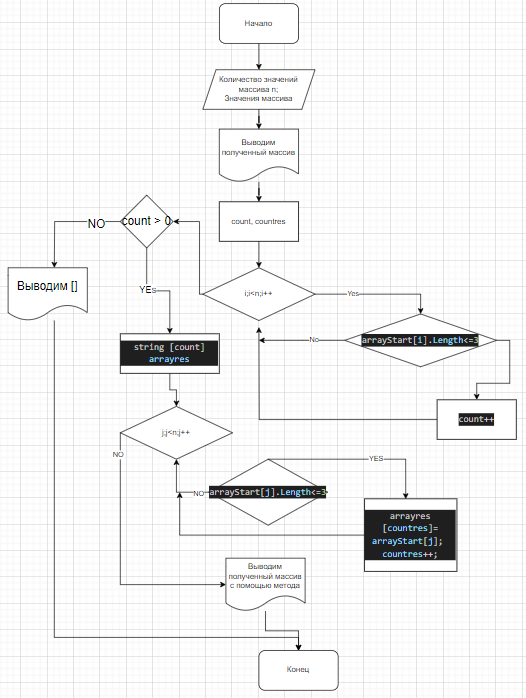 Начало
Количество значений
массива n;
Значения массива
Выводим
полученный массив
count, countres
NO
count > 0
Выводим []
YEs
i;i<n;i++
Yes
No
arrayStart[i].Length<=3
count++
string [count]
arrayres
j;j<n;j++
NO
YES
NO
arrayStart[j].Length<=3
arrayres
[countres]=
arrayStart[j];
countres++;
Выводим
полученный массив
с помощью метода
Конец